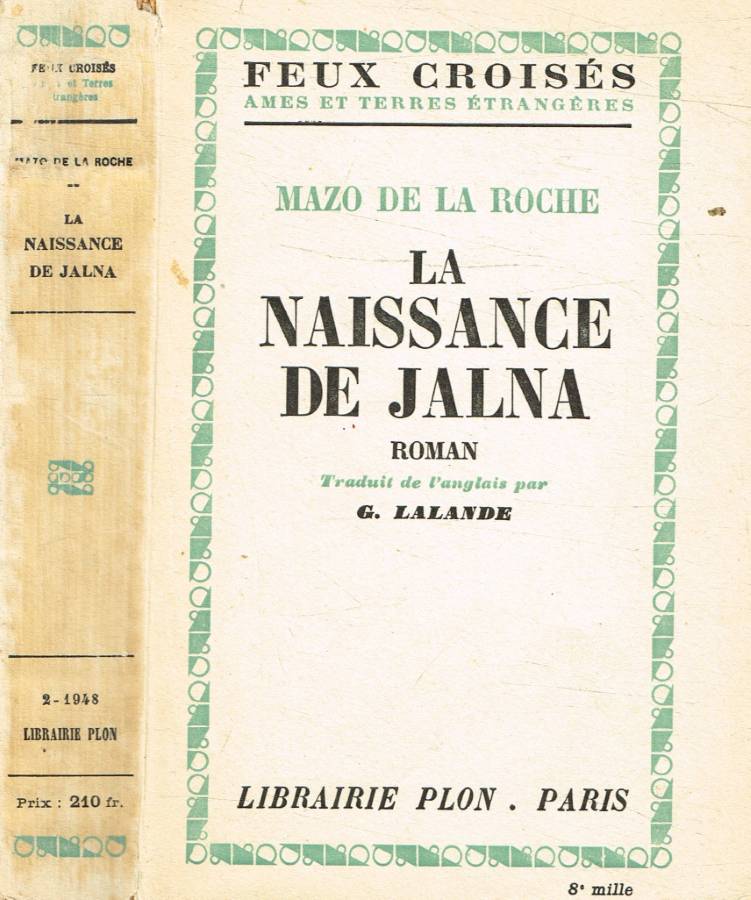 FEUX CROISÉS
et Terres
MAZO DE LA ROCHE
LA
NAISSANCE
DE JALNA
2-1948
LIBRAIRIE PLON
Prix : 210 fr.
FEUX CROISÉS
AMES ET TERRES ÉTRANGÈRES
MAZO DE LA ROCHE
LA
NAISSANCE
DE JALNA
ROMAN
Traduit de l'anglais par
G. LALANDE
LIBRAIRIE PLON . PARIS
8e mille